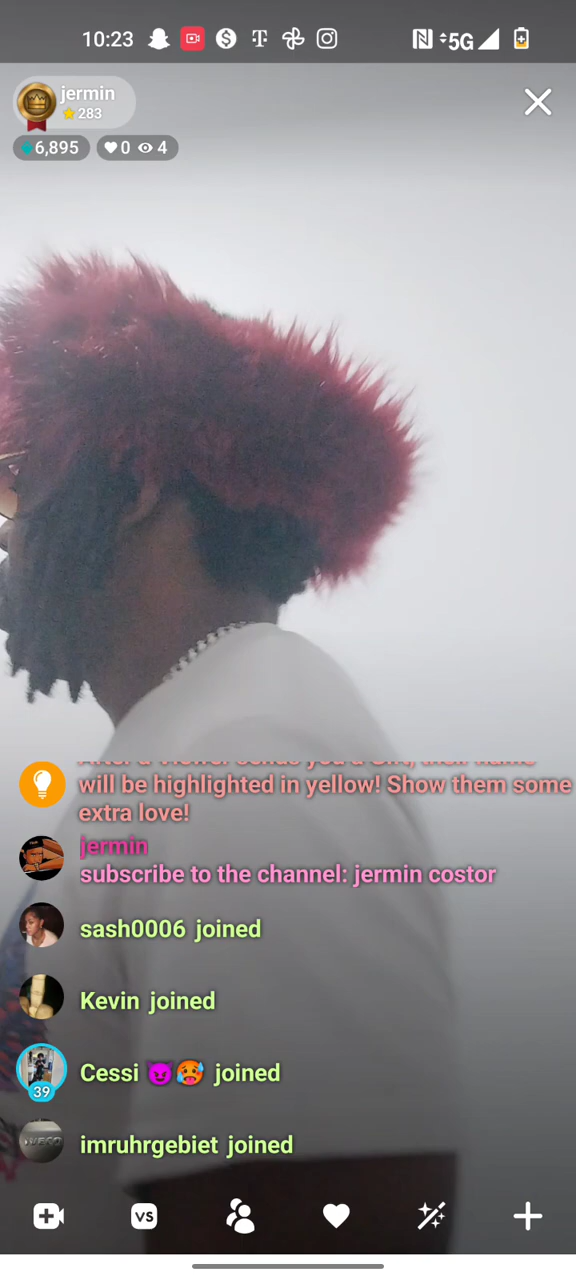 10:23
5G
jermin
283
6,895
0 4
will be highlighted in yellow! Show them some
extra love!
jermin
subscribe to the channel: jermin costor
sash0006 joined
Kevin joined
Cessi 😈🥵 joined
39
imruhrgebiet joined
VS